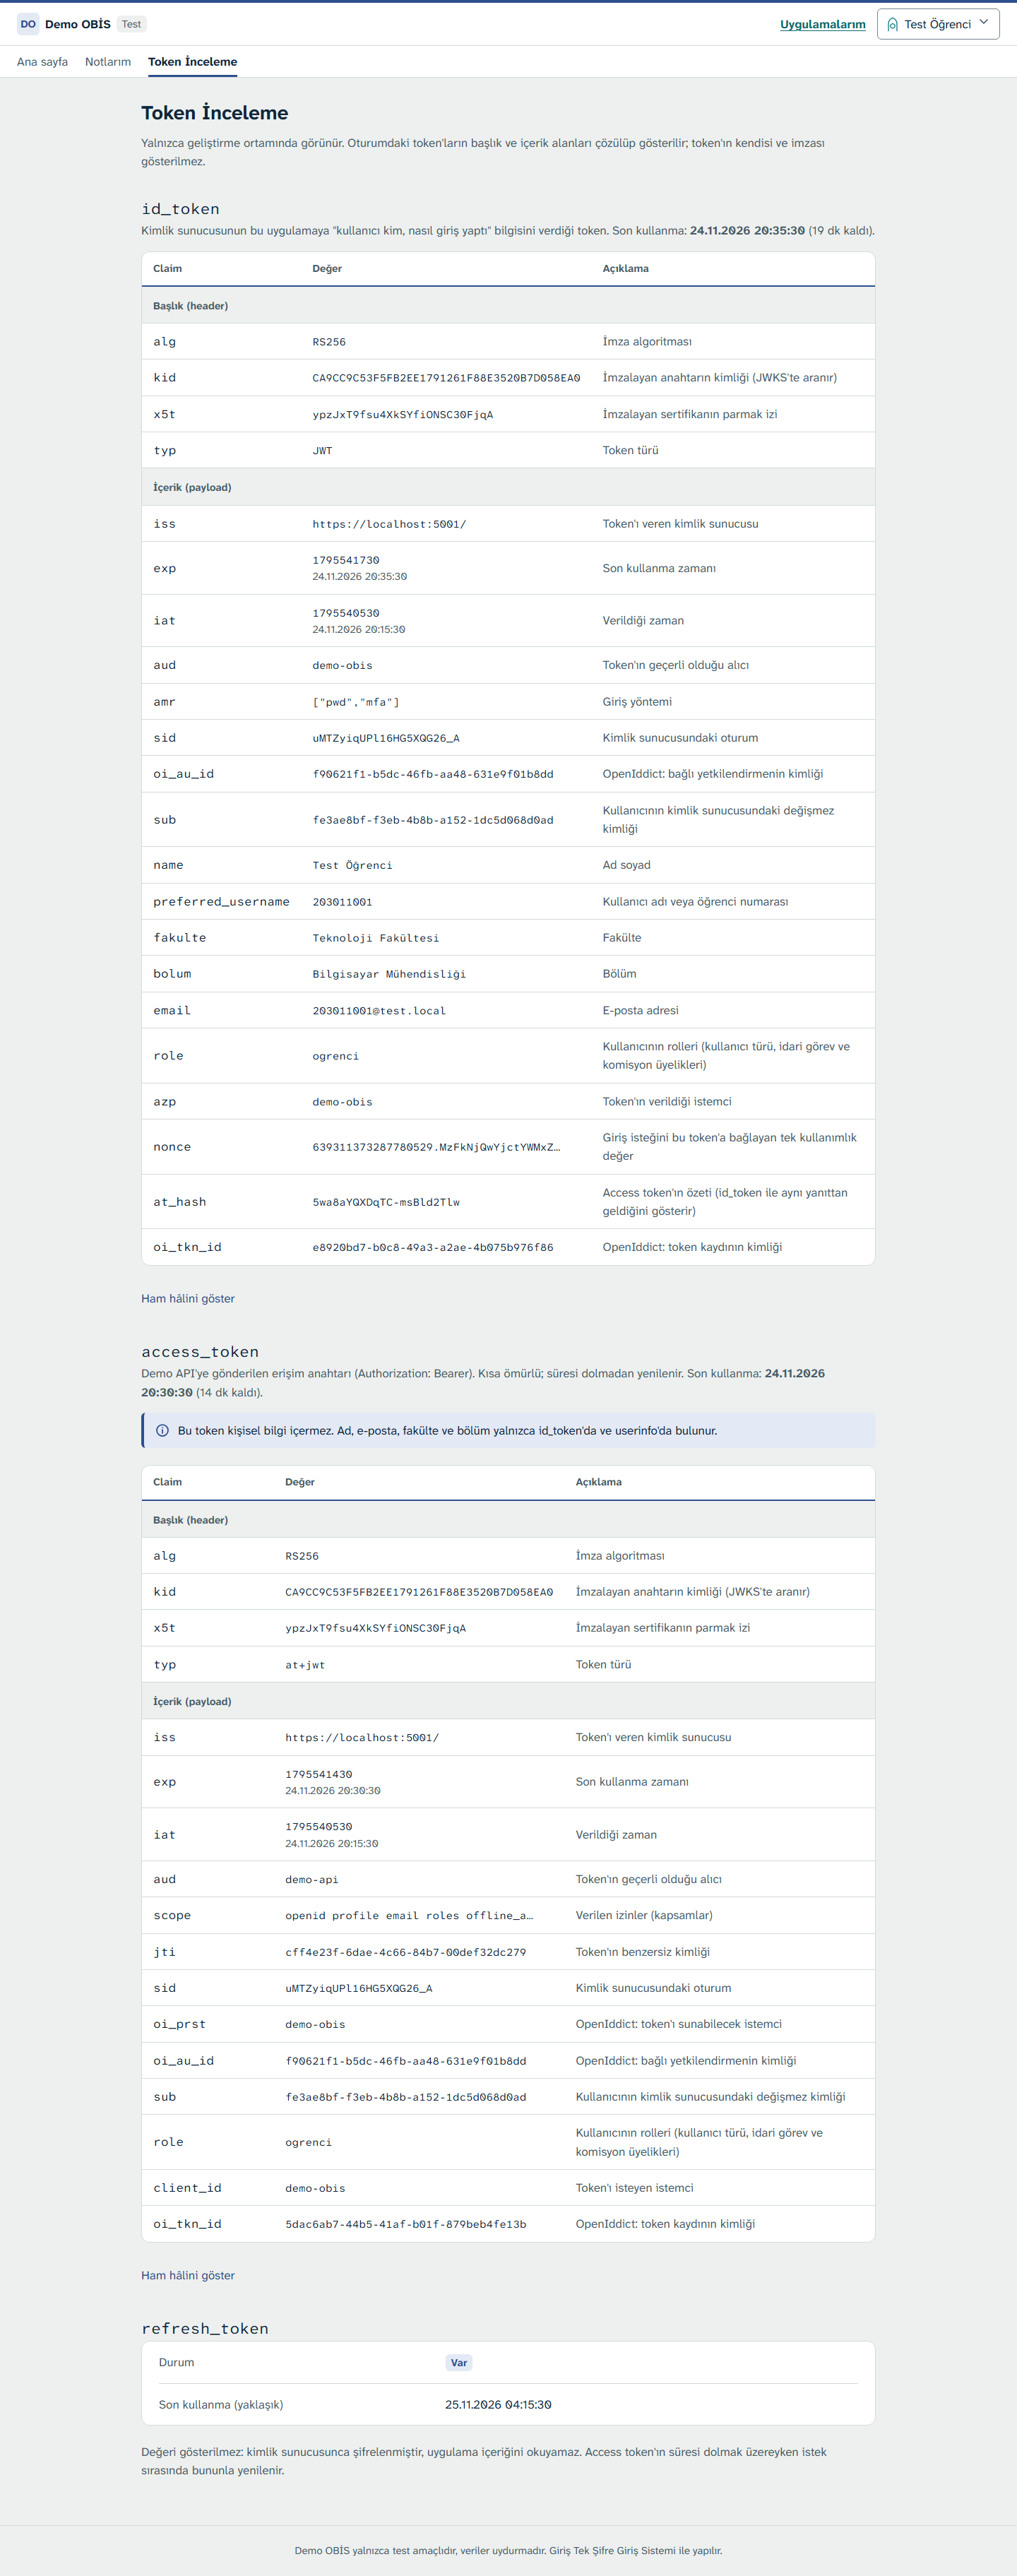 DO Demo OBİS Test Uygulamalarım Test Öğrenci
Ana sayfa Notlarım Token İnceleme
Token İnceleme
Yalnızca geliştirme ortamında görünür. Oturumdaki token'ların başlık ve içerik alanları çözülüp gösterilir; token'ın kendisi ve imzası
gösterilmez.
id_token
Kimlik sunucusunun bu uygulamaya "kullanıcı kim, nasıl giriş yaptı" bilgisini verdiği token. Son kullanma: 24.11.2026 20:35:30 (19 dk kaldı).
Claim Değer Açıklama
Başlık (header)
alg RS256 İmza algoritması
kid CA9CC9C53F5FB2EE1791261F88E3520B7D058EA0 İmzalayan anahtarın kimliği (JWKS'te aranır)
x5t ypzJxT9fsu4XkSYfiONSC30FjqA İmzalayan sertifikanın parmak izi
typ JWT Token türü
İçerik (payload)
iss https://localhost:5001/ Token'ı veren kimlik sunucusu
exp 1795541730 Son kullanma zamanı
24.11.2026 20:35:30
iat 1795540530 Verildiği zaman
24.11.2026 20:15:30
aud demo-obis Token'ın geçerli olduğu alıcı
amr ["pwd","mfa"] Giriş yöntemi
sid uMTZyiqUPl16HG5XQG26_A Kimlik sunucusundaki oturum
oi_au_id f90621f1-b5dc-46fb-aa48-631e9f01b8dd OpenIddict: bağlı yetkilendirmenin kimliği
sub fe3ae8bf-f3eb-4b8b-a152-1dc5d068d0ad Kullanıcının kimlik sunucusundaki değişmez
kimliği
name Test Öğrenci Ad soyad
preferred_username 203011001 Kullanıcı adı veya öğrenci numarası
fakulte Teknoloji Fakültesi Fakülte
bolum Bilgisayar Mühendisliği Bölüm
email 203011001@test.local E-posta adresi
role ogrenci Kullanıcının rolleri (kullanıcı türü, idari görev ve
komisyon üyelikleri)
azp demo-obis Token'ın verildiği istemci
nonce 639311373287780529.MzFkNjQwYjctYWMxZ… Giriş isteğini bu token'a bağlayan tek kullanımlık
değer
at_hash 5wa8aYQXDqTC-msBld2Tlw Access token'ın özeti (id_token ile aynı yanıttan
geldiğini gösterir)
oi_tkn_id e8920bd7-b0c8-49a3-a2ae-4b075b976f86 OpenIddict: token kaydının kimliği
Ham hâlini göster
access_token
Demo API'ye gönderilen erişim anahtarı (Authorization: Bearer). Kısa ömürlü; süresi dolmadan yenilenir. Son kullanma: 24.11.2026
20:30:30 (14 dk kaldı).
Bu token kişisel bilgi içermez. Ad, e-posta, fakülte ve bölüm yalnızca id_token'da ve userinfo'da bulunur.
Claim Değer Açıklama
Başlık (header)
alg RS256 İmza algoritması
kid CA9CC9C53F5FB2EE1791261F88E3520B7D058EA0 İmzalayan anahtarın kimliği (JWKS'te aranır)
x5t ypzJxT9fsu4XkSYfiONSC30FjqA İmzalayan sertifikanın parmak izi
typ at+jwt Token türü
İçerik (payload)
iss https://localhost:5001/ Token'ı veren kimlik sunucusu
exp 1795541430 Son kullanma zamanı
24.11.2026 20:30:30
iat 1795540530 Verildiği zaman
24.11.2026 20:15:30
aud demo-api Token'ın geçerli olduğu alıcı
scope openid profile email roles offline_a… Verilen izinler (kapsamlar)
jti cff4e23f-6dae-4c66-84b7-00def32dc279 Token'ın benzersiz kimliği
sid uMTZyiqUPl16HG5XQG26_A Kimlik sunucusundaki oturum
oi_prst demo-obis OpenIddict: token'ı sunabilecek istemci
oi_au_id f90621f1-b5dc-46fb-aa48-631e9f01b8dd OpenIddict: bağlı yetkilendirmenin kimliği
sub fe3ae8bf-f3eb-4b8b-a152-1dc5d068d0ad Kullanıcının kimlik sunucusundaki değişmez kimliği
role ogrenci Kullanıcının rolleri (kullanıcı türü, idari görev ve
komisyon üyelikleri)
client_id demo-obis Token'ı isteyen istemci
oi_tkn_id 5dac6ab7-44b5-41af-b01f-879beb4fe13b OpenIddict: token kaydının kimliği
Ham hâlini göster
refresh_token
Durum Var
Son kullanma (yaklaşık) 25.11.2026 04:15:30
Değeri gösterilmez: kimlik sunucusunca şifrelenmiştir, uygulama içeriğini okuyamaz. Access token'ın süresi dolmak üzereyken istek
sırasında bununla yenilenir.
Demo OBİS yalnızca test amaçlıdır, veriler uydurmadır. Giriş Tek Şifre Giriş Sistemi ile yapılır.